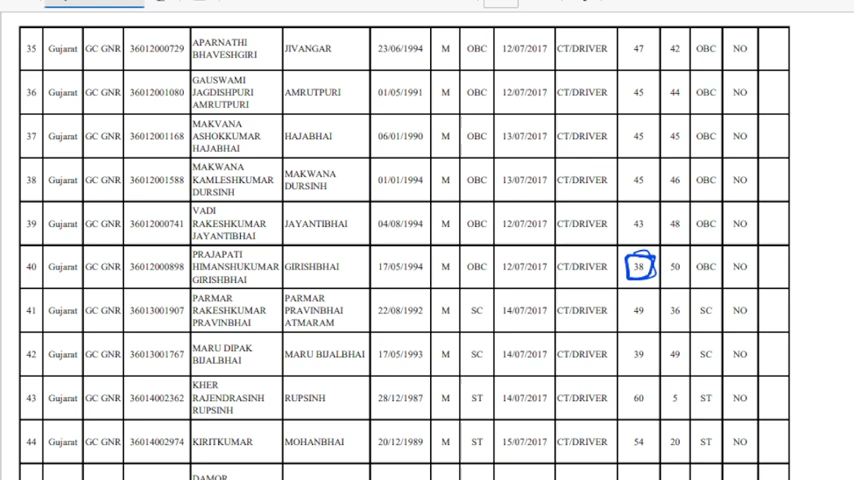 35 Gujarat GC GNR 36012000729 APARNATHI BHAVESHGIRI JIVANGAR 23/06/1994 M OBC 12/07/2017 CT/DRIVER 47 42 OBC NO
36 Gujarat GC GNR 36012001080 GAUSWAMI JAGDISHPURI AMRUTPURI AMRUTPURI 01/05/1991 M OBC 12/07/2017 CT/DRIVER 45 44 OBC NO
37 Gujarat GC GNR 36012001168 MAKVANA ASHOKKUMAR HAJABHAI HAJABHAI 06/01/1990 M OBC 13/07/2017 CT/DRIVER 45 45 OBC NO
38 Gujarat GC GNR 36012001588 MAKWANA KAMLESHKUMAR DURSINH MAKWANA DURSINH 01/01/1994 M OBC 13/07/2017 CT/DRIVER 45 46 OBC NO
39 Gujarat GC GNR 36012000741 VADI RAKESHKUMAR JAYANTIBHAI JAYANTIBHAI 04/08/1994 M OBC 12/07/2017 CT/DRIVER 43 48 OBC NO
40 Gujarat GC GNR 36012000898 PRAJAPATI HIMANSHUKUMAR GIRISHBHAI GIRISHBHAI 17/05/1994 M OBC 12/07/2017 CT/DRIVER 38 50 OBC NO
41 Gujarat GC GNR 36013001907 PARMAR RAKESHKUMAR PRAVINBHAI PARMAR PRAVINBHAI ATMARAM 22/08/1992 M SC 14/07/2017 CT/DRIVER 49 36 SC NO
42 Gujarat GC GNR 36013001767 MARU DIPAK BIJALBHAI MARU BIJALBHAI 17/05/1993 M SC 14/07/2017 CT/DRIVER 39 49 SC NO
43 Gujarat GC GNR 36014002362 KHER RAJENDRASINH RUPSINH RUPSINH 28/12/1987 M ST 14/07/2017 CT/DRIVER 60 5 ST NO
44 Gujarat GC GNR 36014002974 KIRITKUMAR MOHANBHAI 20/12/1989 M ST 15/07/2017 CT/DRIVER 54 20 ST NO
DAMOR